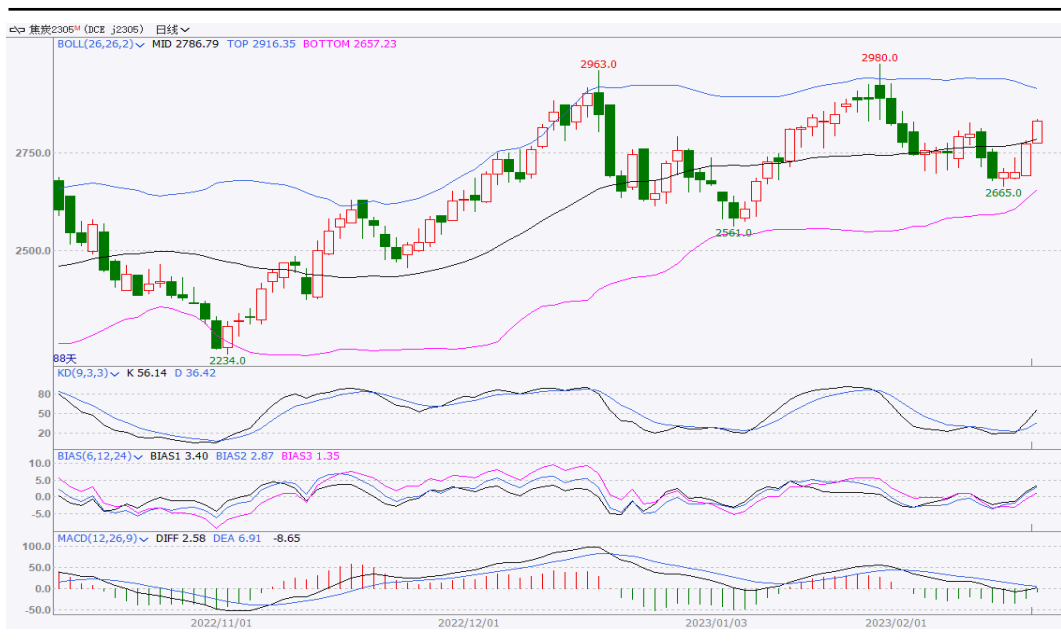 焦炭2305ᴹ (DCE j2305) 日线
BOLL(26,26,2) MID 2786.79 TOP 2916.35 BOTTOM 2657.23
2980.0
2963.0
2750.0
2665.0
2561.0
2500.0
2234.0
88天
KD(9,3,3) K 56.14 D 36.42
80
50
20
BIAS(6,12,24) BIAS1 3.40 BIAS2 2.87 BIAS3 1.35
10.0
5.0
0.0
-5.0
MACD(12,26,9) DIFF 2.58 DEA 6.91 -8.65
100.0
50.0
0.0
-50.0
2022/11/01 2022/12/01 2023/01/03 2023/02/01